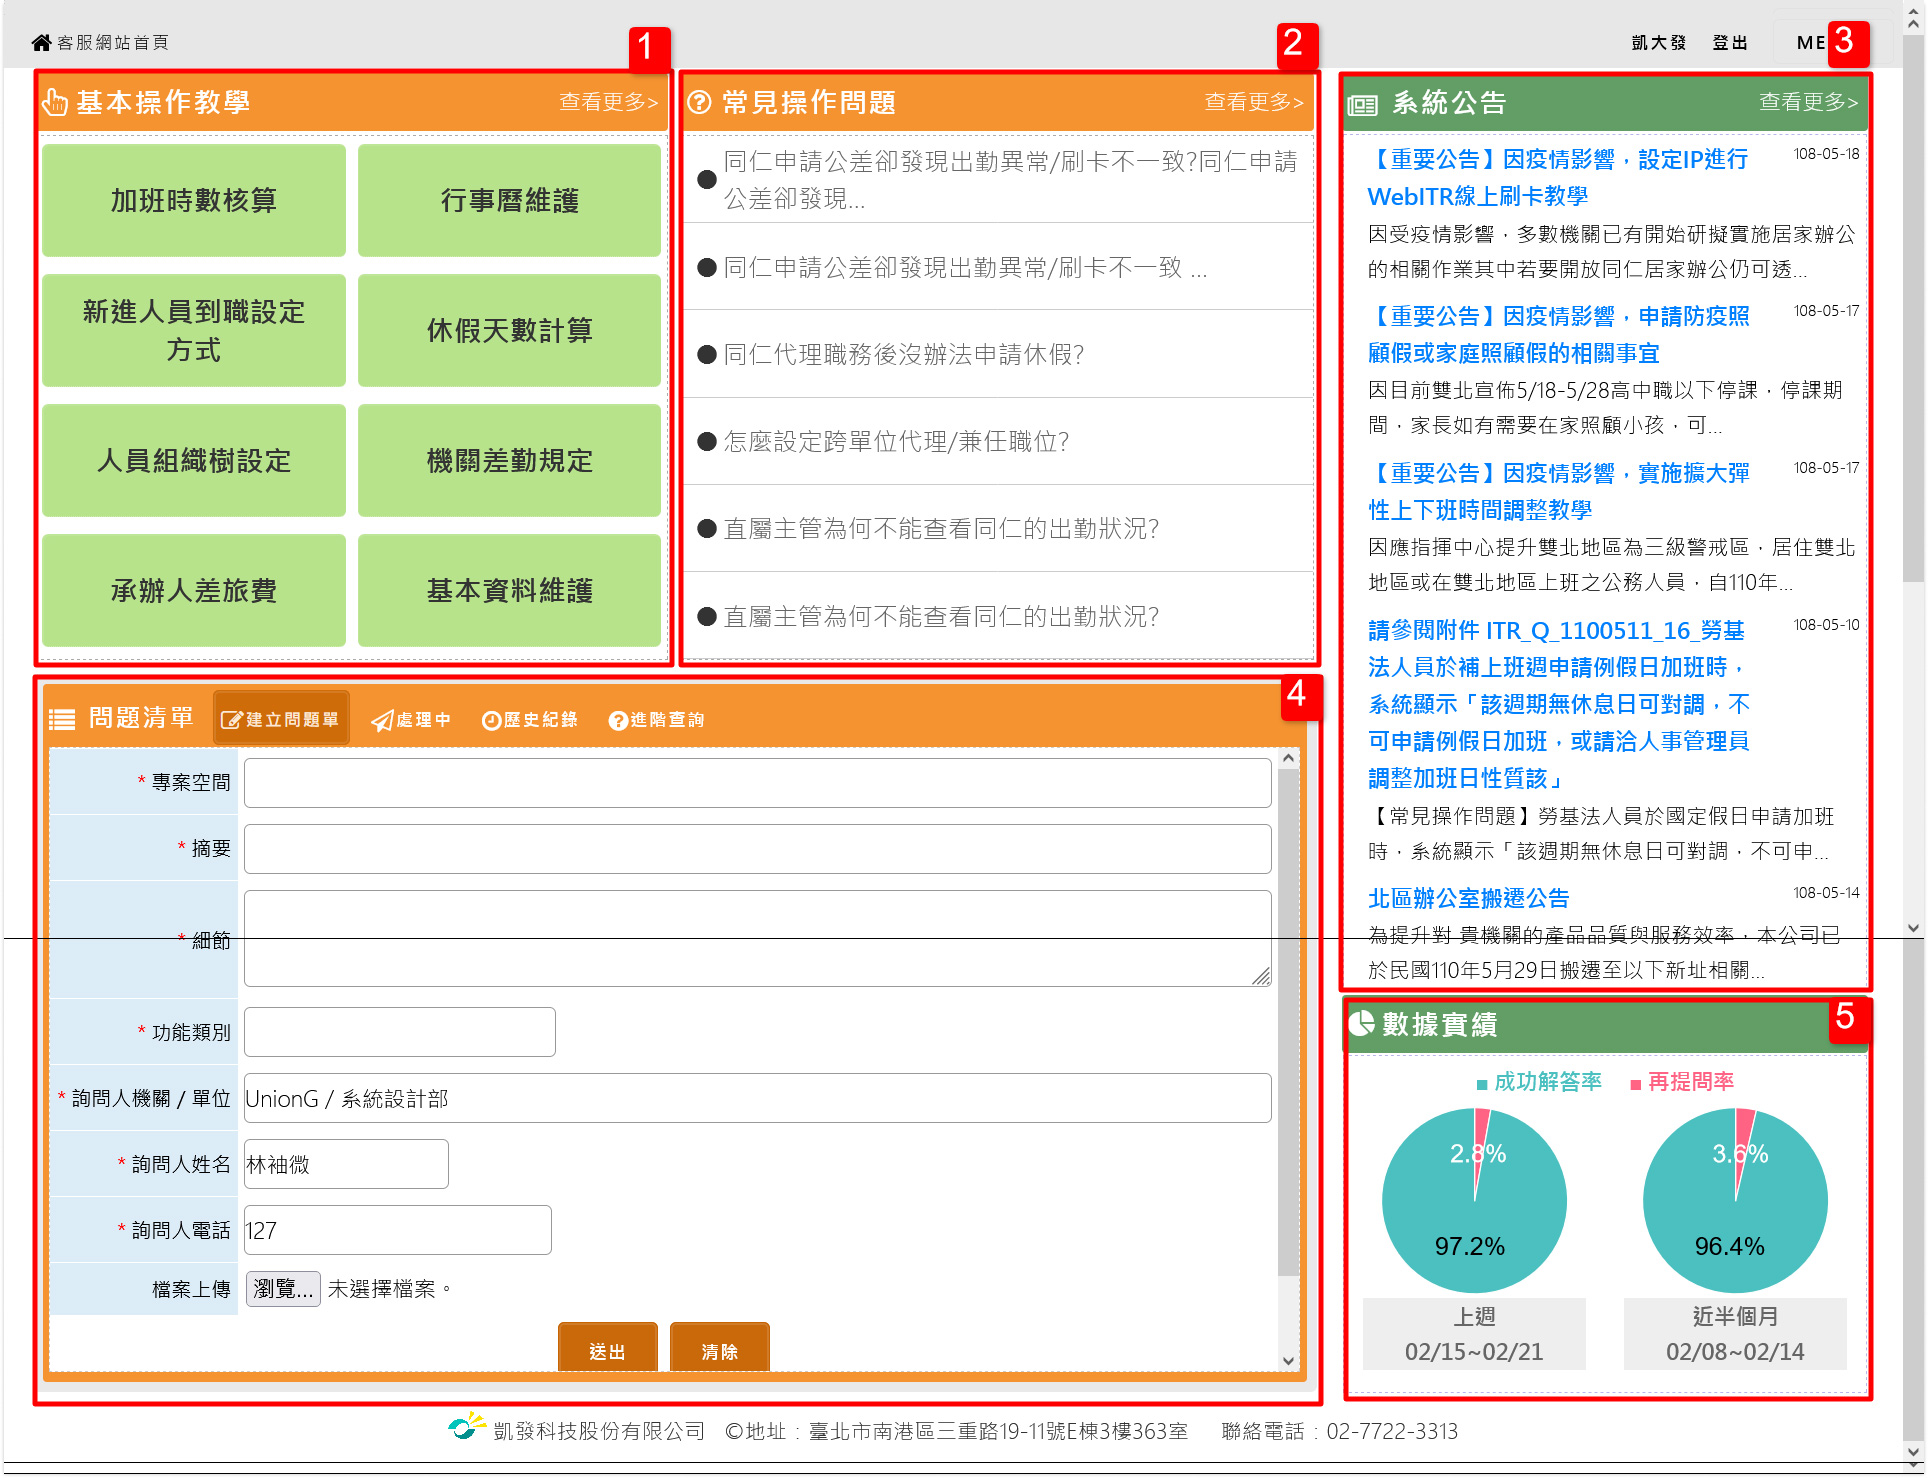 客服網站首頁
凱大發 登出 ME
1
2
3
基本操作教學 查看更多>
加班時數核算 行事曆維護
新進人員到職設定
方式
休假天數計算
人員組織樹設定 機關差勤規定
承辦人差旅費 基本資料維護
常見操作問題 查看更多>
同仁申請公差卻發現出勤異常/刷卡不一致?同仁申請
公差卻發現...
同仁申請公差卻發現出勤異常/刷卡不一致 ...
同仁代理職務後沒辦法申請休假?
怎麼設定跨單位代理/兼任職位?
直屬主管為何不能查看同仁的出勤狀況?
直屬主管為何不能查看同仁的出勤狀況?
系統公告 查看更多>
【重要公告】因疫情影響，設定IP進行 108-05-18
WebITR線上刷卡教學
因受疫情影響，多數機關已有開始研擬實施居家辦公
的相關作業其中若要開放同仁居家辦公仍可透...
【重要公告】因疫情影響，申請防疫照 108-05-17
顧假或家庭照顧假的相關事宜
因目前雙北宣佈5/18-5/28高中職以下停課，停課期
間，家長如有需要在家照顧小孩，可...
【重要公告】因疫情影響，實施擴大彈 108-05-17
性上下班時間調整教學
因應指揮中心提升雙北地區為三級警戒區，居住雙北
地區或在雙北地區上班之公務人員，自110年...
請參閱附件 ITR_Q_1100511_16_勞基 108-05-10
法人員於補上班週申請例假日加班時，
系統顯示「該週期無休息日可對調，不
可申請例假日加班，或請洽人事管理員
調整加班日性質該」
【常見操作問題】勞基法人員於國定假日申請加班
時，系統顯示「該週期無休息日可對調，不可申...
北區辦公室搬遷公告 108-05-14
為提升對 貴機關的產品品質與服務效率，本公司已
於民國110年5月29日搬遷至以下新址相關...
4
問題清單 建立問題單 處理中 歷史紀錄 進階查詢
* 專案空間
* 摘要
* 細節
* 功能類別
* 詢問人機關 / 單位 UnionG / 系統設計部
* 詢問人姓名 林袖微
* 詢問人電話 127
檔案上傳 瀏覽... 未選擇檔案。
送出 清除
5
數據實績
成功解答率 再提問率
2.8% 3.6%
97.2% 96.4%
上週 近半個月
02/15~02/21 02/08~02/14
凱發科技股份有限公司 ©地址：臺北市南港區三重路19-11號E棟3樓363室 聯絡電話：02-7722-3313